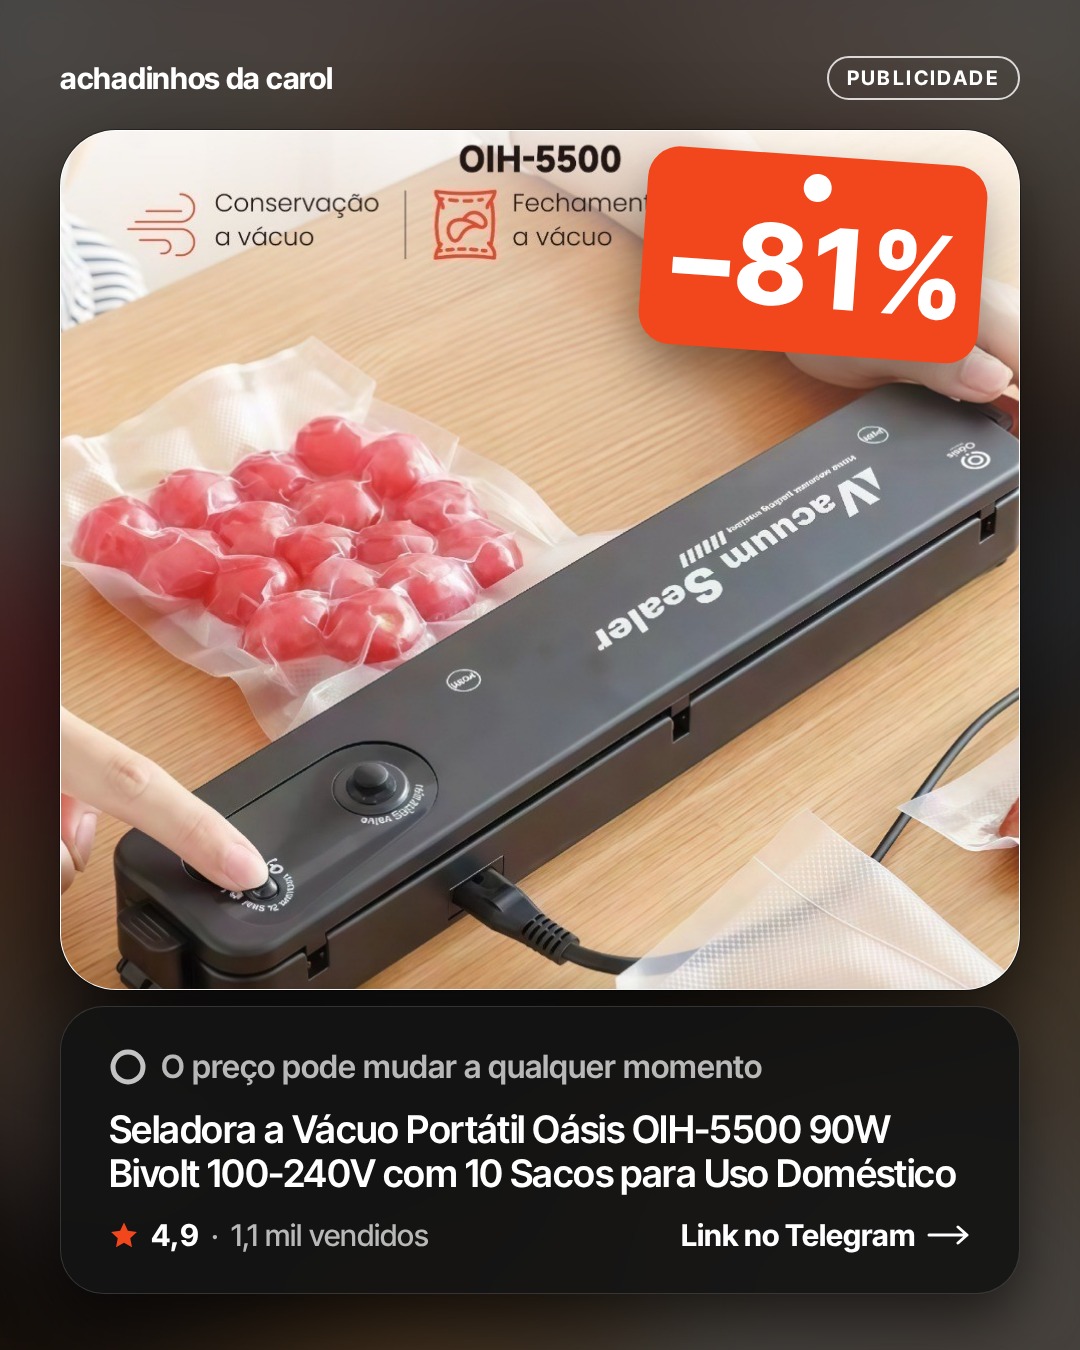 achadinhos da carol
PUBLICIDADE
OIH-5500
Conservação
a vácuo
Fechament
a vácuo
-81%
Vacuum Sealer
Oásis
O preço pode mudar a qualquer momento
Seladora a Vácuo Portátil Oásis OIH-5500 90W
Bivolt 100-240V com 10 Sacos para Uso Doméstico
4,9 · 1,1 mil vendidos
Link no Telegram →